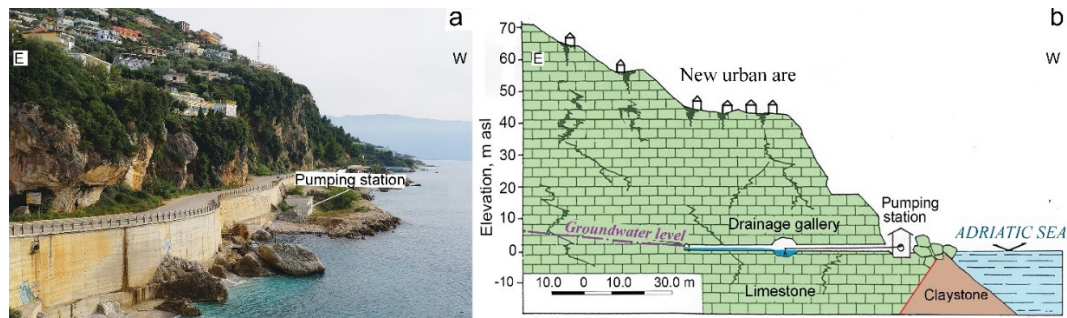 a
E
W
Pumping station
b
70
60
50
40
30
20
10
0
-10
Elevation, m asl
E
W
New urban are
Pumping
station
Drainage gallery
Groundwater level
ADRIATIC SEA
10.0 0 10.0 30.0 m
Limestone
Claystone